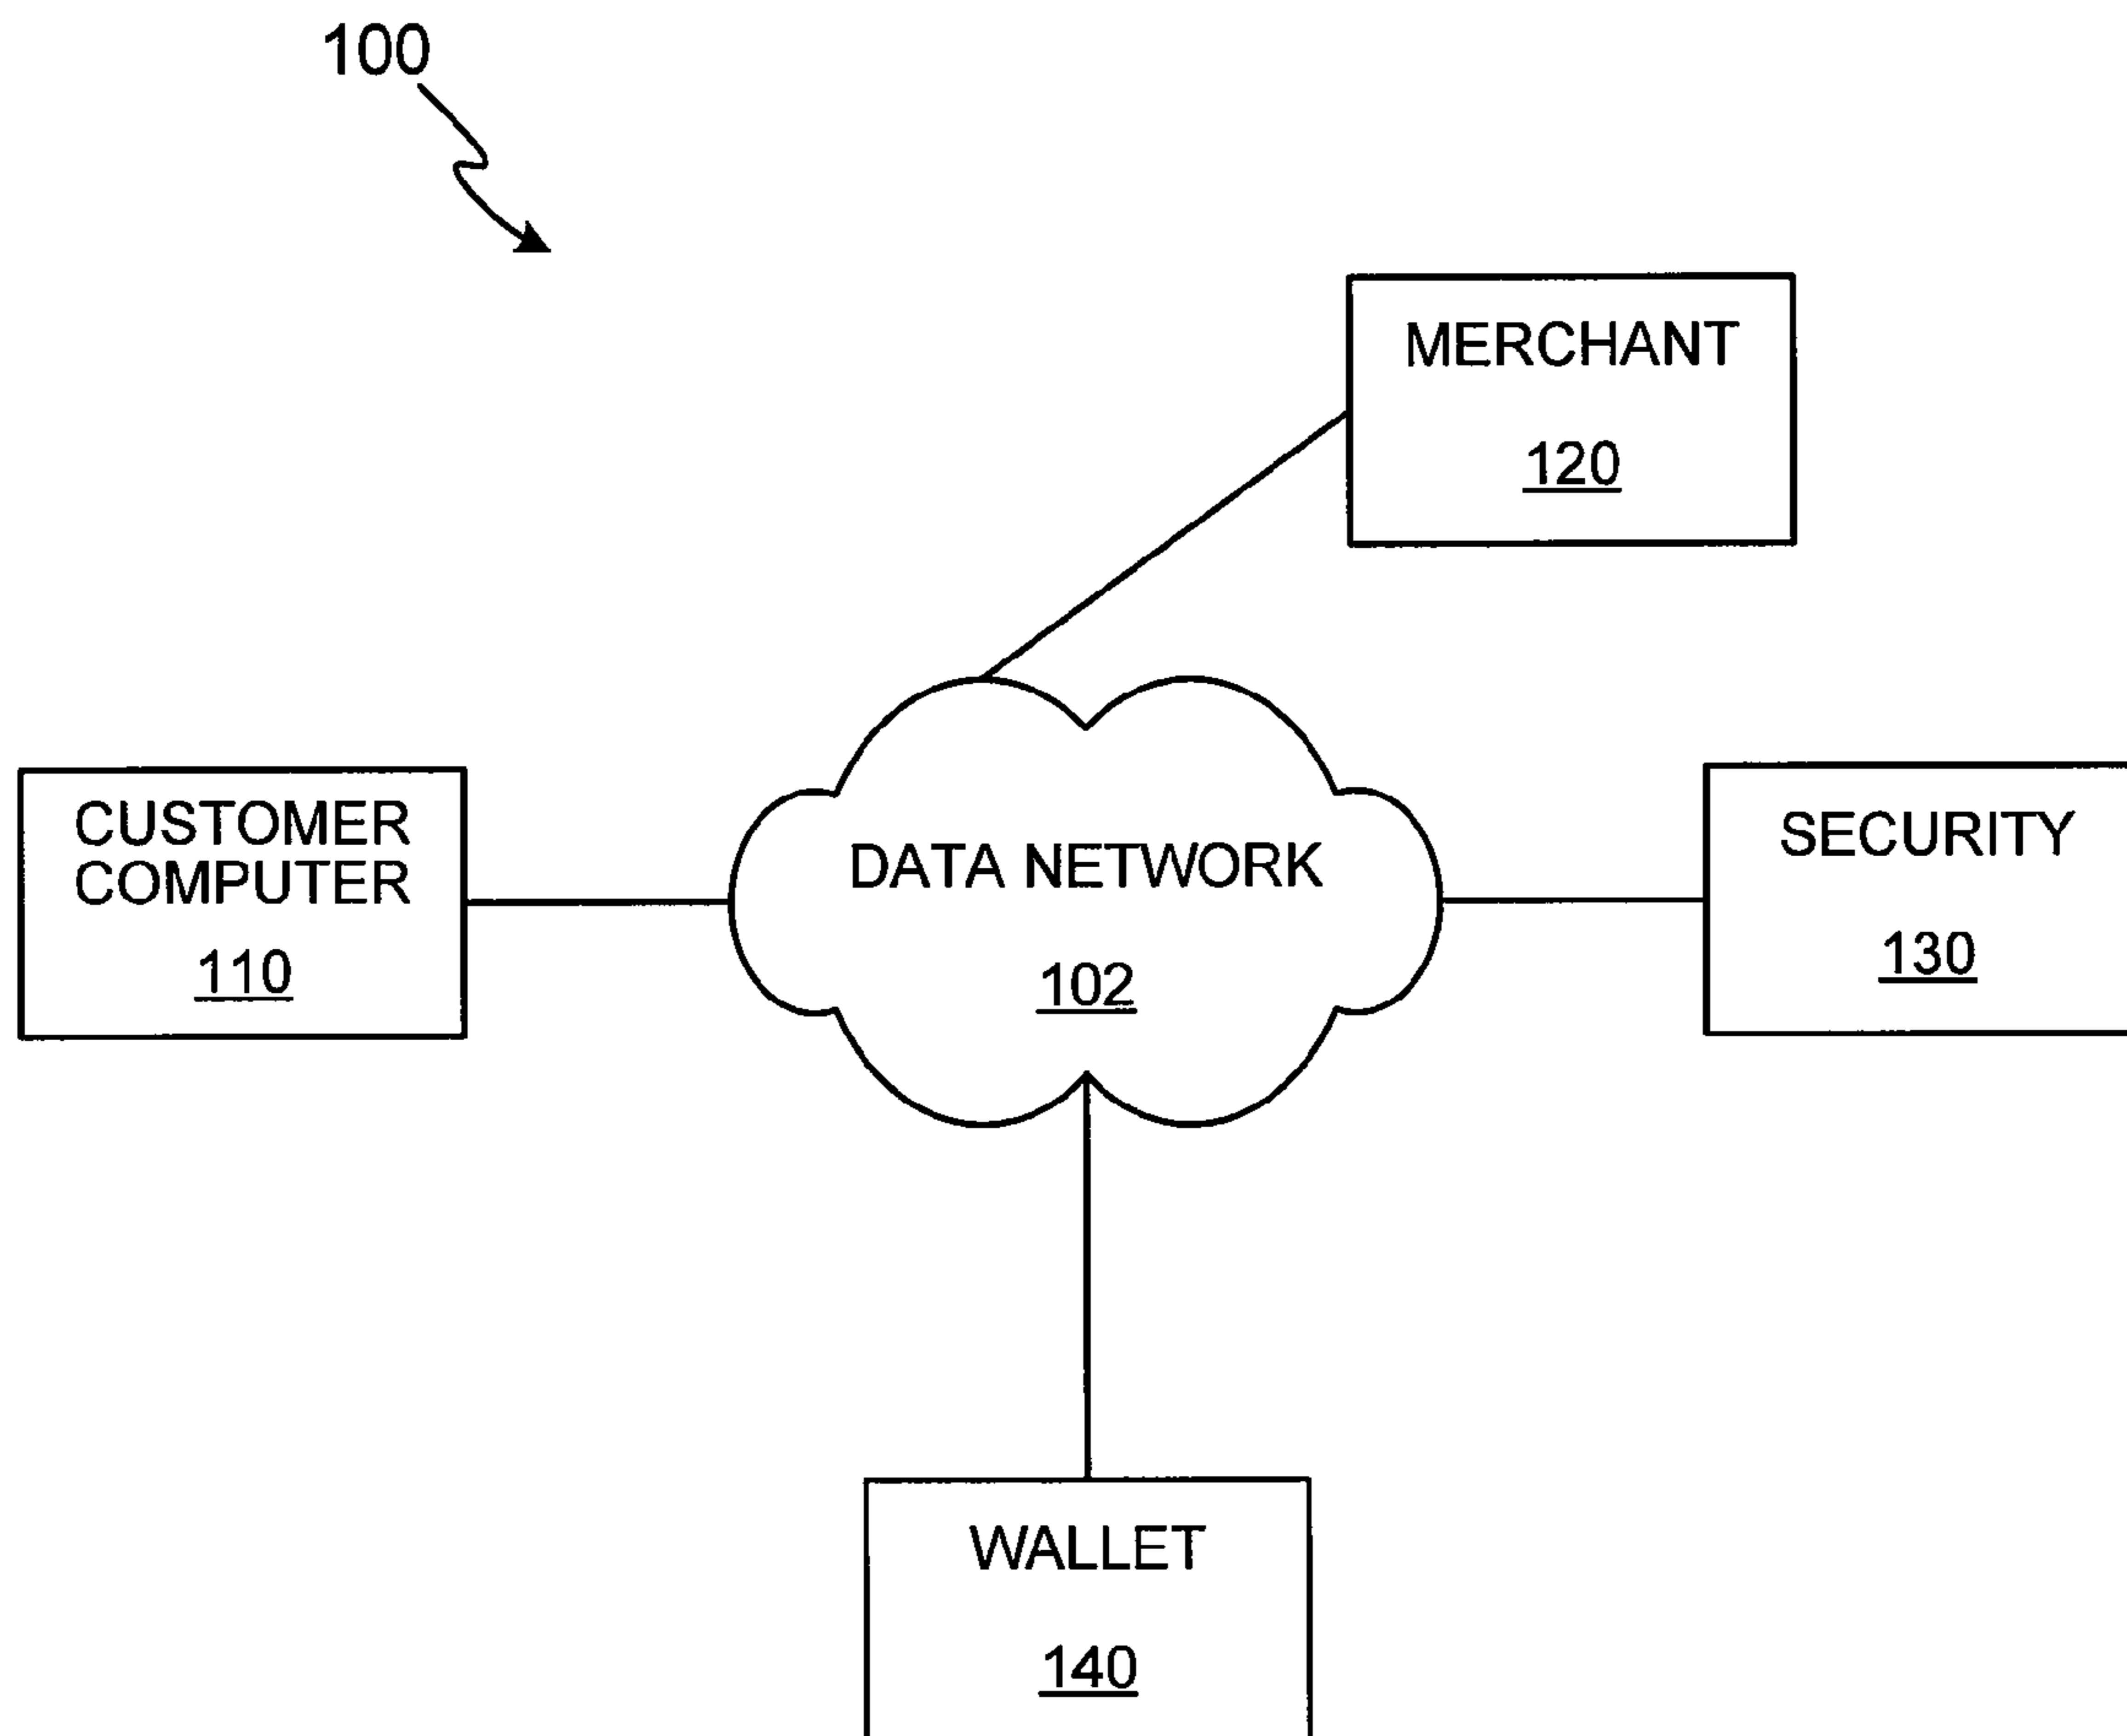 100
MERCHANT
120
CUSTOMER
COMPUTER
110
DATA NETWORK
102
SECURITY
130
WALLET
140